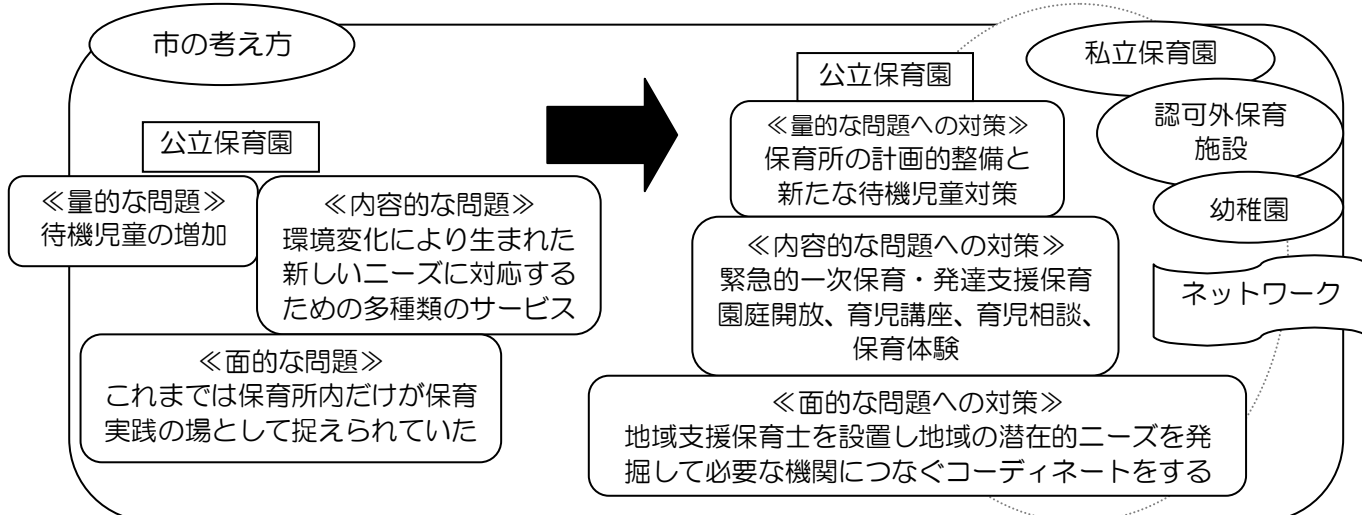 市の考え方
公立保育園
≪量的な問題≫
待機児童の増加
≪内容的な問題≫
環境変化により生まれた
新しいニーズに対応する
ための多種類のサービス
≪面的な問題≫
これまでは保育所内だけが保育
実践の場として捉えられていた
公立保育園
≪量的な問題への対策≫
保育所の計画的整備と
新たな待機児童対策
≪内容的な問題への対策≫
緊急的一次保育・発達支援保育
園庭開放、育児講座、育児相談、
保育体験
≪面的な問題への対策≫
地域支援保育士を設置し地域の潜在的ニーズを発
掘して必要な機関につなぐコーディネートをする
私立保育園
認可外保育
施設
幼稚園
ネットワーク